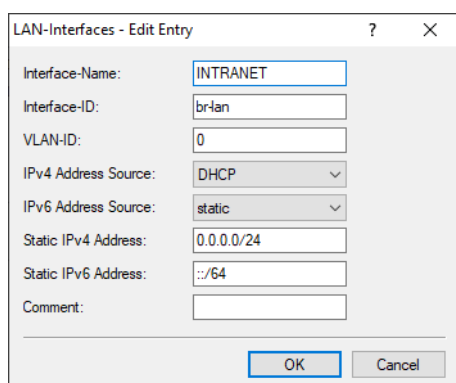 LAN-Interfaces - Edit Entry ?
Interface-Name: INTRANET
Interface-ID: br-lan
VLAN-ID: 0
IPv4 Address Source: DHCP
IPv6 Address Source: static
Static IPv4 Address: 0.0.0.0/24
Static IPv6 Address: ::/64
Comment:
OK Cancel